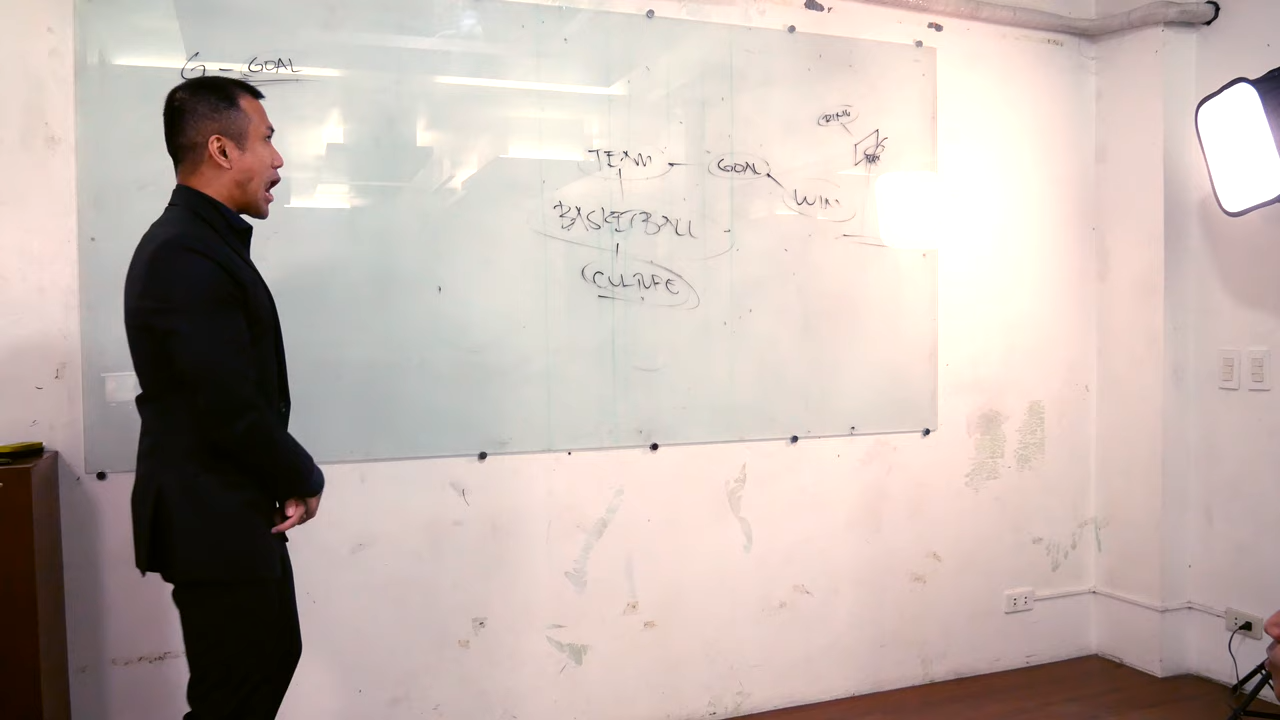 G - GOAL
RING
TEAM - GOAL
WIN
BASKETBALL
CULTURE